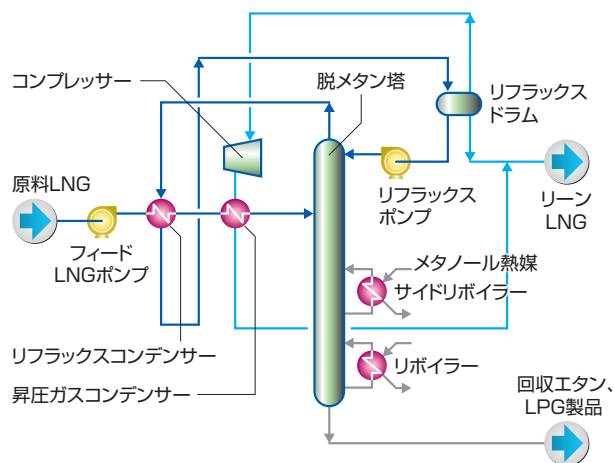 コンプレッサー
脱メタン塔
リフラックス
ドラム
原料LNG
フィード
LNGポンプ
リフラックス
ポンプ
リーン
LNG
メタノール熱媒
サイドリボイラー
リボイラー
リフラックスコンデンサー
昇圧ガスコンデンサー
回収エタン、
LPG製品